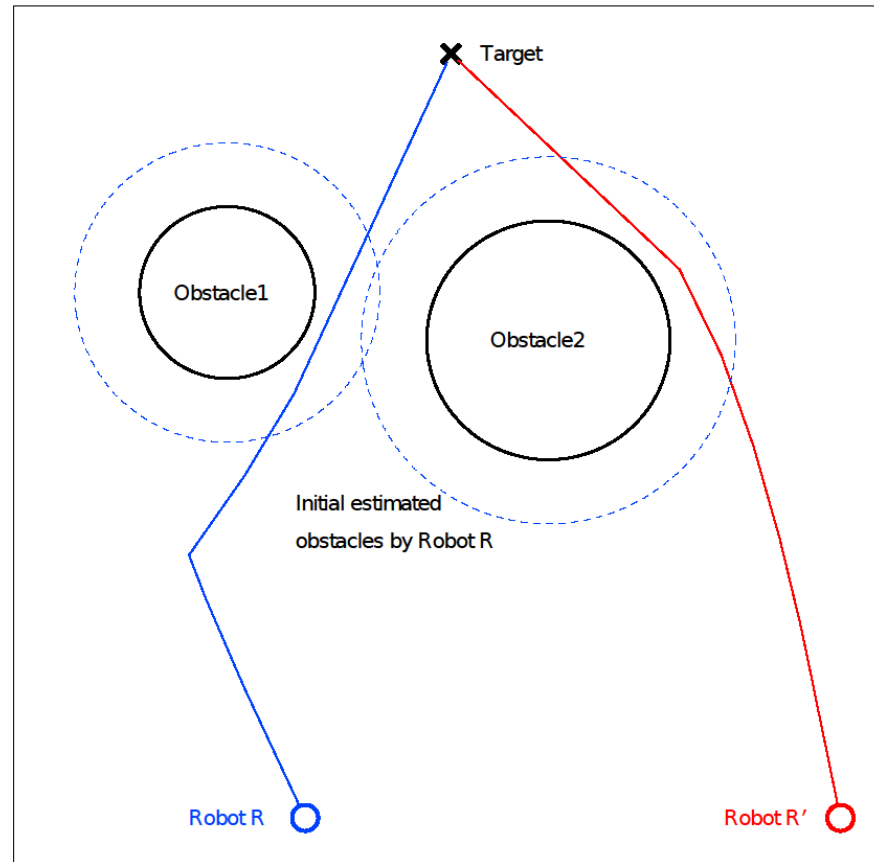 Target
Obstacle1
Obstacle2
Initial estimated
obstacles by Robot R
Robot R
Robot R’